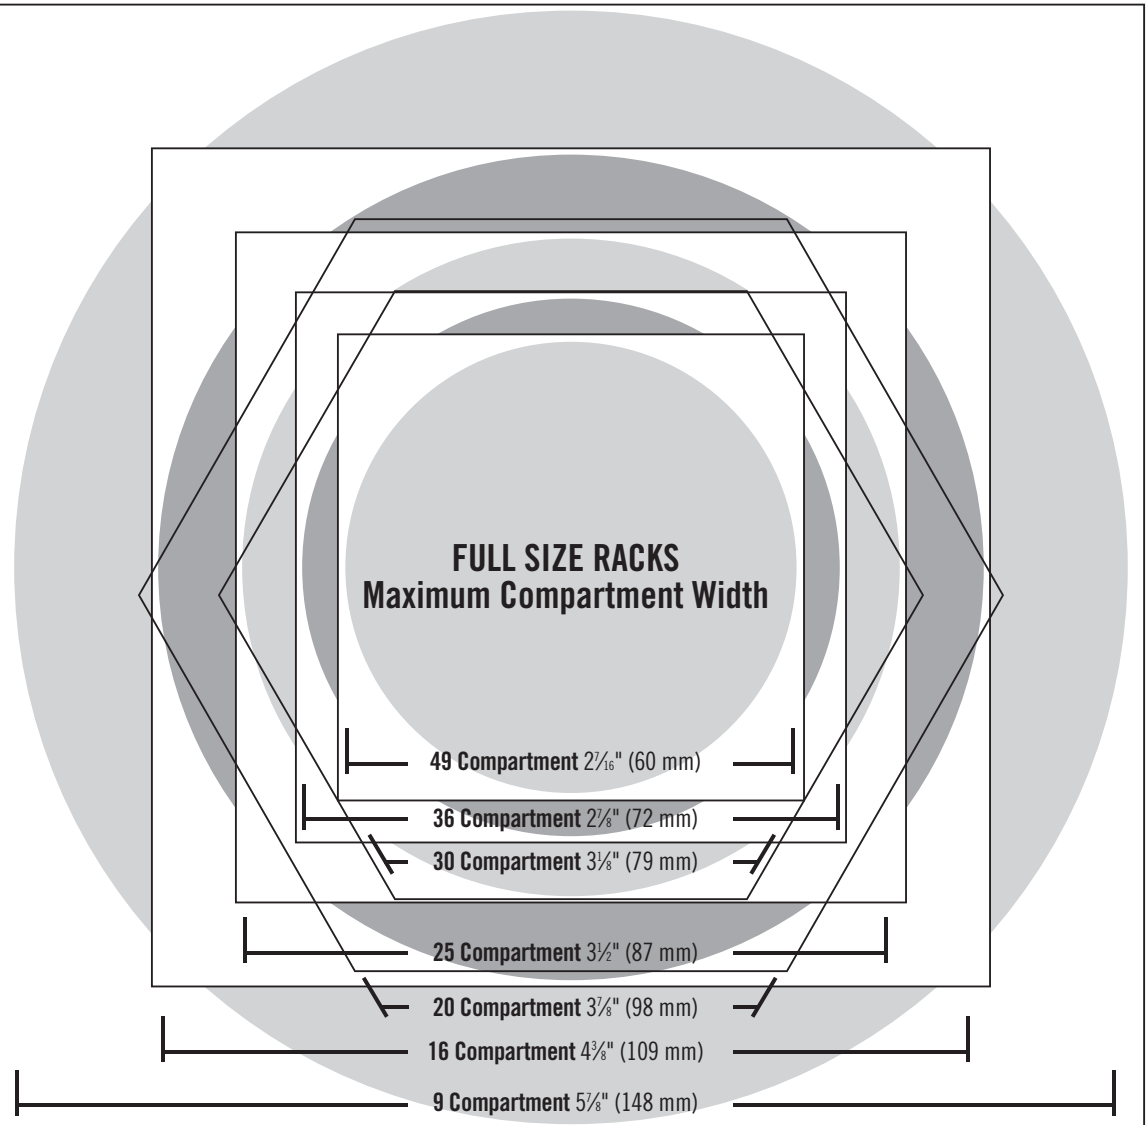 FULL SIZE RACKS
Maximum Compartment Width
49 Compartment 2⁷⁄₁₆" (60 mm)
36 Compartment 2⅞" (72 mm)
30 Compartment 3⅛" (79 mm)
25 Compartment 3½" (87 mm)
20 Compartment 3⅞" (98 mm)
16 Compartment 4⅜" (109 mm)
9 Compartment 5⅞" (148 mm)